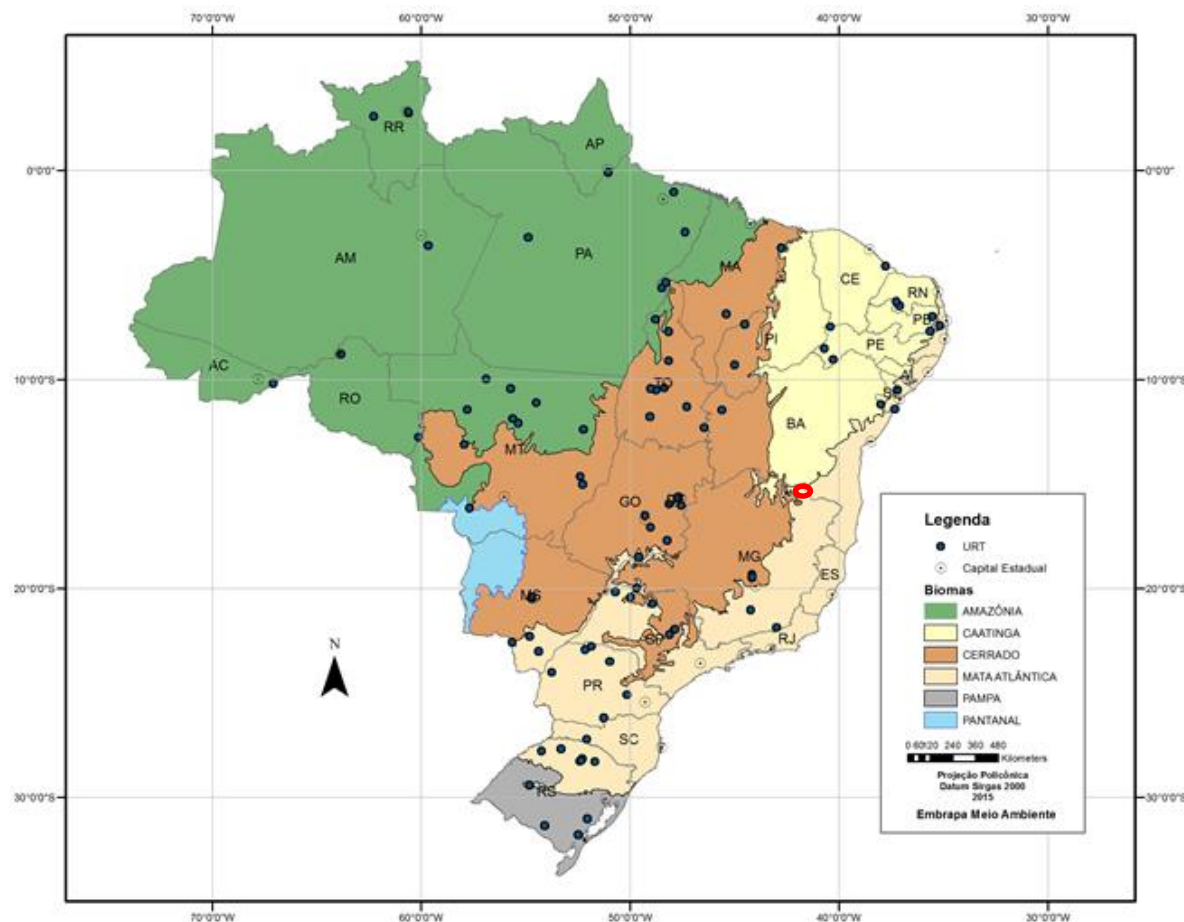 70°0'0"W 60°0'0"W 50°0'0"W 40°0'0"W 30°0'0"W
RR
AP
0°0'0" 0°0'0"
AM
PA
MA
CE
RN
PB
PI
PE
AC
10°0'0"S 10°0'0"S
TO
RO
BA
MT
GO
MG
ES
MS
20°0'0"S 20°0'0"S
SP
RJ
PR
SC
RS
30°0'0"S 30°0'0"S
N
Legenda
URT
Capital Estadual
Biomas
AMAZÔNIA
CAATINGA
CERRADO
MATA ATLÂNTICA
PAMPA
PANTANAL
0 60 120 240 360 480
Kilometers
Projeção Policônica
Datum Sirgas 2000
2015
Embrapa Meio Ambiente
70°0'0"W 60°0'0"W 50°0'0"W 40°0'0"W 30°0'0"W